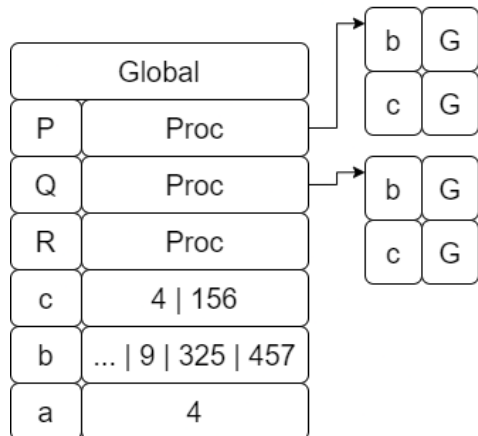 Global
P Proc
Q Proc
R Proc
c 4 | 156
b ... | 9 | 325 | 457
a 4
b G
c G
b G
c G